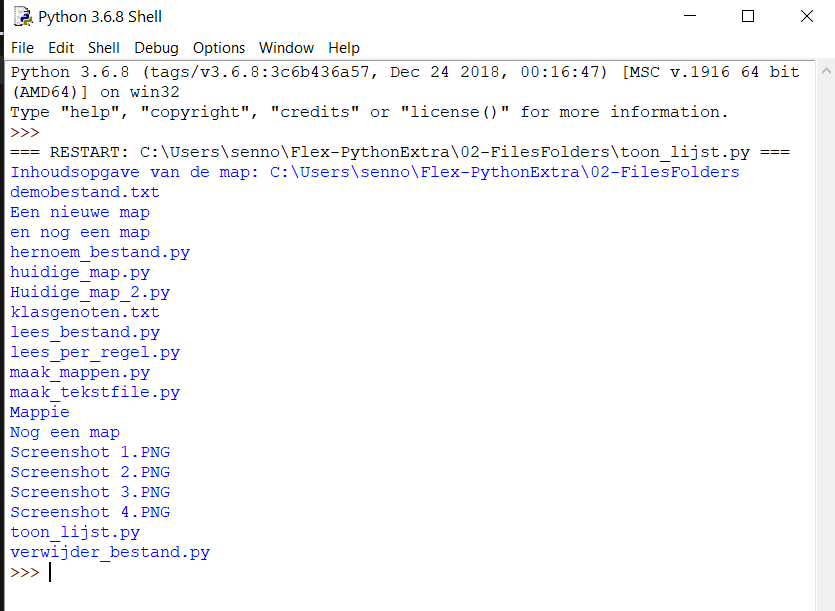 Python 3.6.8 Shell
File Edit Shell Debug Options Window Help
Python 3.6.8 (tags/v3.6.8:3c6b436a57, Dec 24 2018, 00:16:47) [MSC v.1916 64 bit
(AMD64)] on win32
Type "help", "copyright", "credits" or "license()" for more information.
>>>
=== RESTART: C:\Users\senno\Flex-PythonExtra\02-FilesFolders\toon_lijst.py ===
Inhoudsopgave van de map: C:\Users\senno\Flex-PythonExtra\02-FilesFolders
demobestand.txt
Een nieuwe map
en nog een map
hernoem_bestand.py
huidige_map.py
Huidige_map_2.py
klasgenoten.txt
lees_bestand.py
lees_per_regel.py
maak_mappen.py
maak_tekstfile.py
Mappie
Nog een map
Screenshot 1.PNG
Screenshot 2.PNG
Screenshot 3.PNG
Screenshot 4.PNG
toon_lijst.py
verwijder_bestand.py
>>>